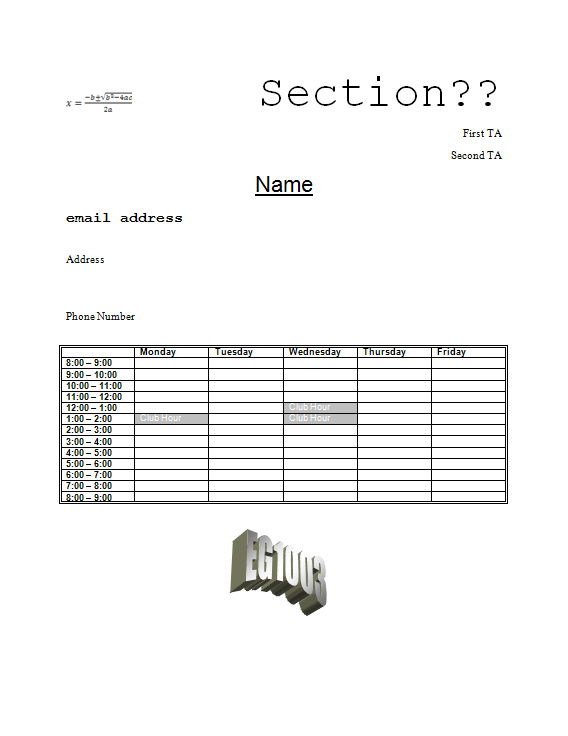 x = −b±√b²−4ac / 2a
Section??
First TA
Second TA
Name
email address
Address
Phone Number
Monday Tuesday Wednesday Thursday Friday
8:00 – 9:00
9:00 – 10:00
10:00 – 11:00
11:00 – 12:00
12:00 – 1:00 Club Hour
1:00 – 2:00 Club Hour Club Hour
2:00 – 3:00
3:00 – 4:00
4:00 – 5:00
5:00 – 6:00
6:00 – 7:00
7:00 – 8:00
8:00 – 9:00
EG1003